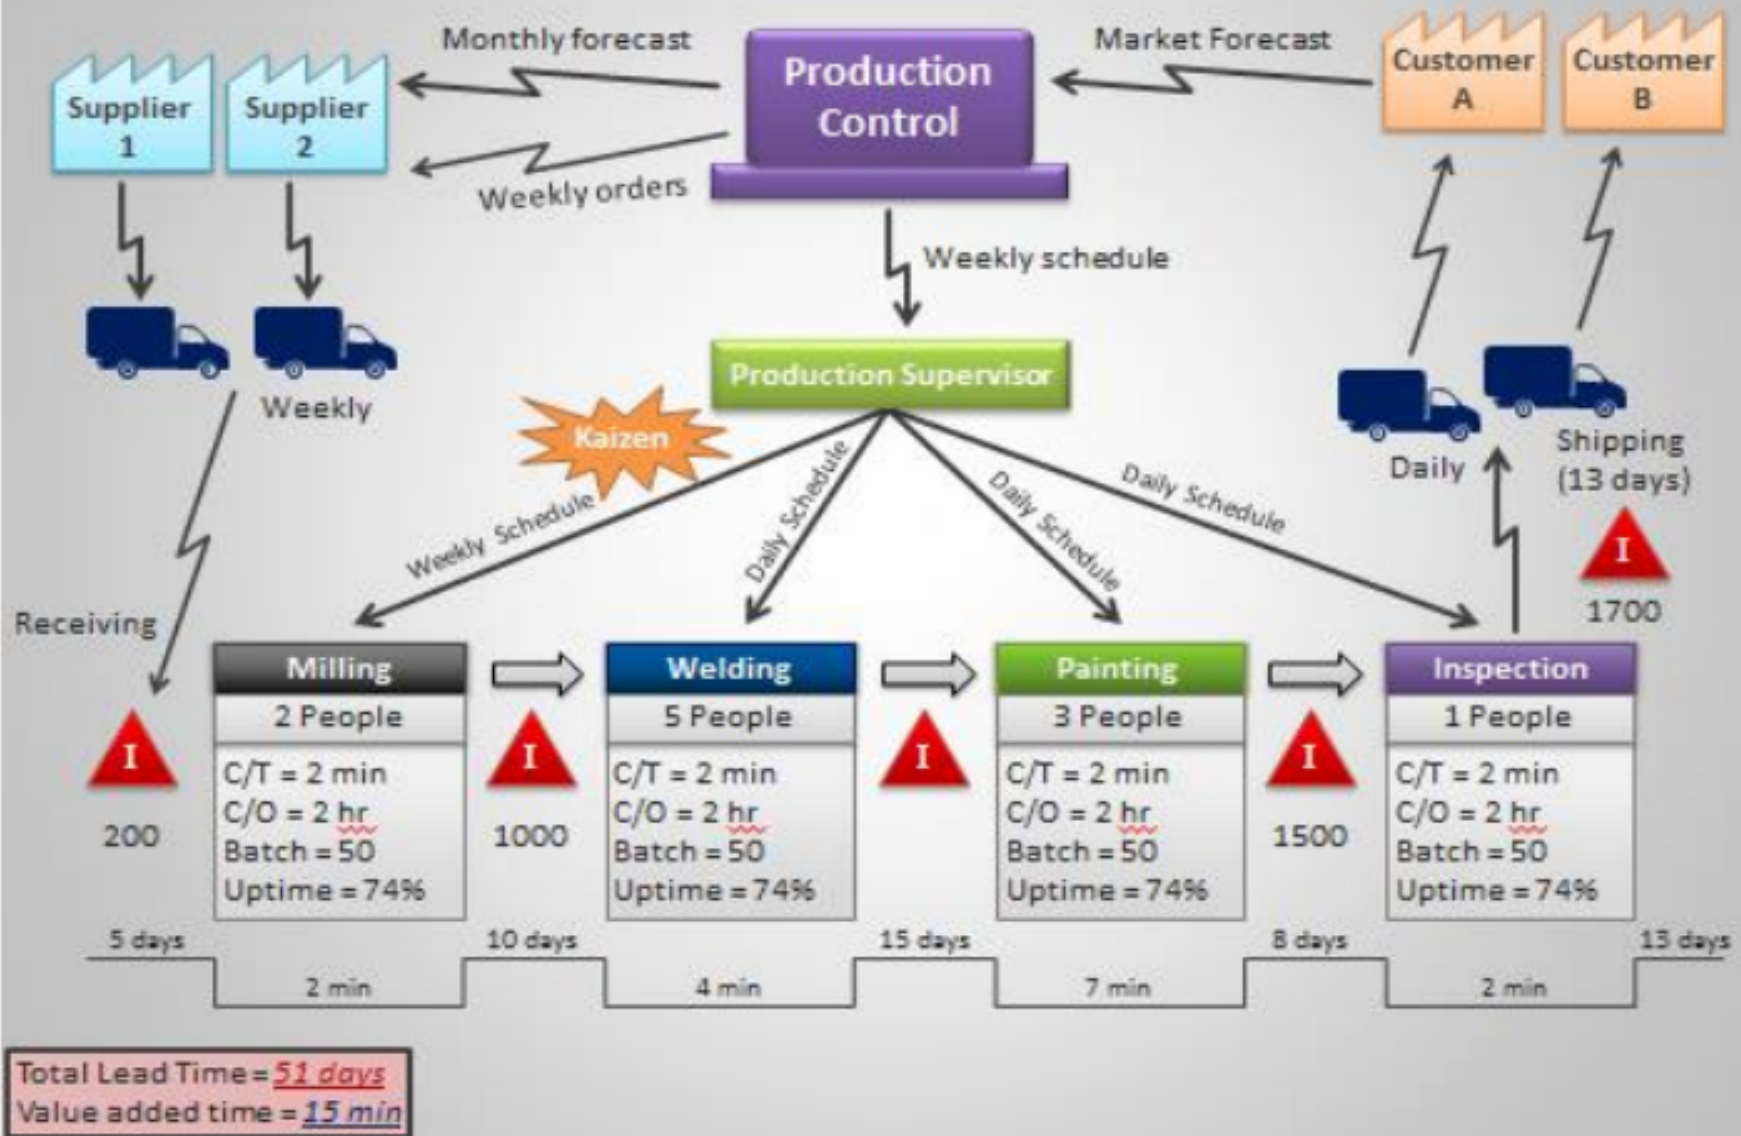 Monthly forecast
Market Forecast
Production
Control
Supplier
1
Supplier
2
Customer
A
Customer
B
Weekly orders
Weekly schedule
Production Supervisor
Weekly
Kaizen
Daily
Shipping
(13 days)
Weekly Schedule
Daily Schedule
Daily Schedule
Daily Schedule
I
1700
Receiving
I
200
Milling
2 People
C/T = 2 min
C/O = 2 hr
Batch = 50
Uptime = 74%
I
1000
Welding
5 People
C/T = 2 min
C/O = 2 hr
Batch = 50
Uptime = 74%
I
Painting
3 People
C/T = 2 min
C/O = 2 hr
Batch = 50
Uptime = 74%
I
1500
Inspection
1 People
C/T = 2 min
C/O = 2 hr
Batch = 50
Uptime = 74%
5 days
10 days
15 days
8 days
13 days
2 min
4 min
7 min
2 min
Total Lead Time = 51 days
Value added time = 15 min